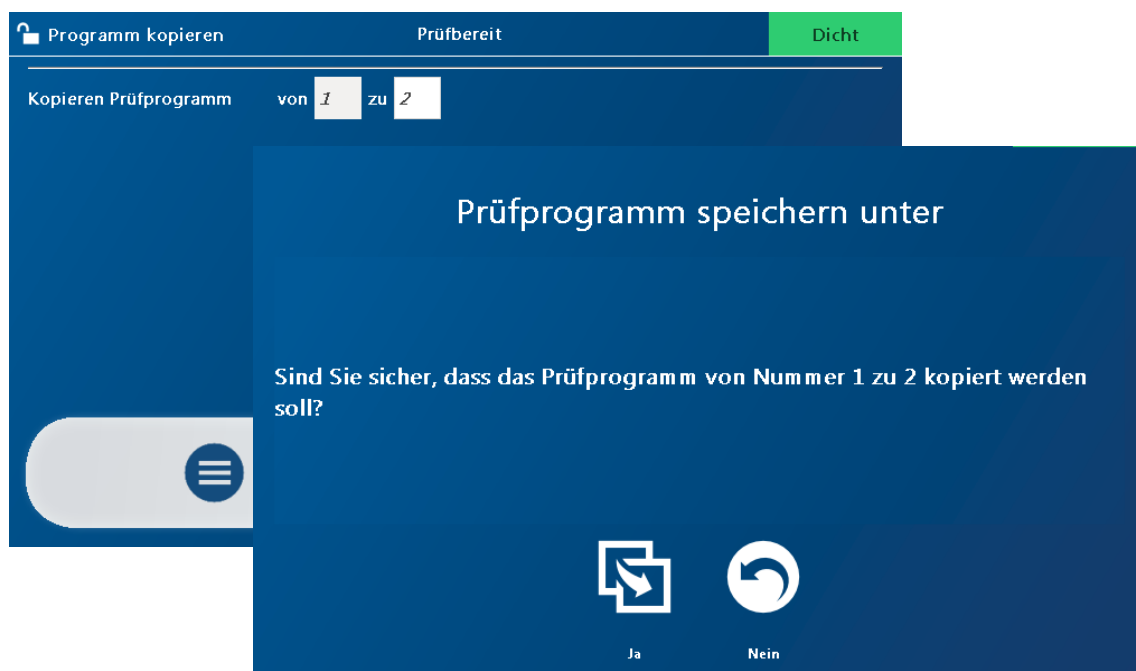 Programm kopieren Prüfbereit Dicht
Kopieren Prüfprogramm von 1 zu 2
Prüfprogramm speichern unter
Sind Sie sicher, dass das Prüfprogramm von Nummer 1 zu 2 kopiert werden
soll?
Ja Nein